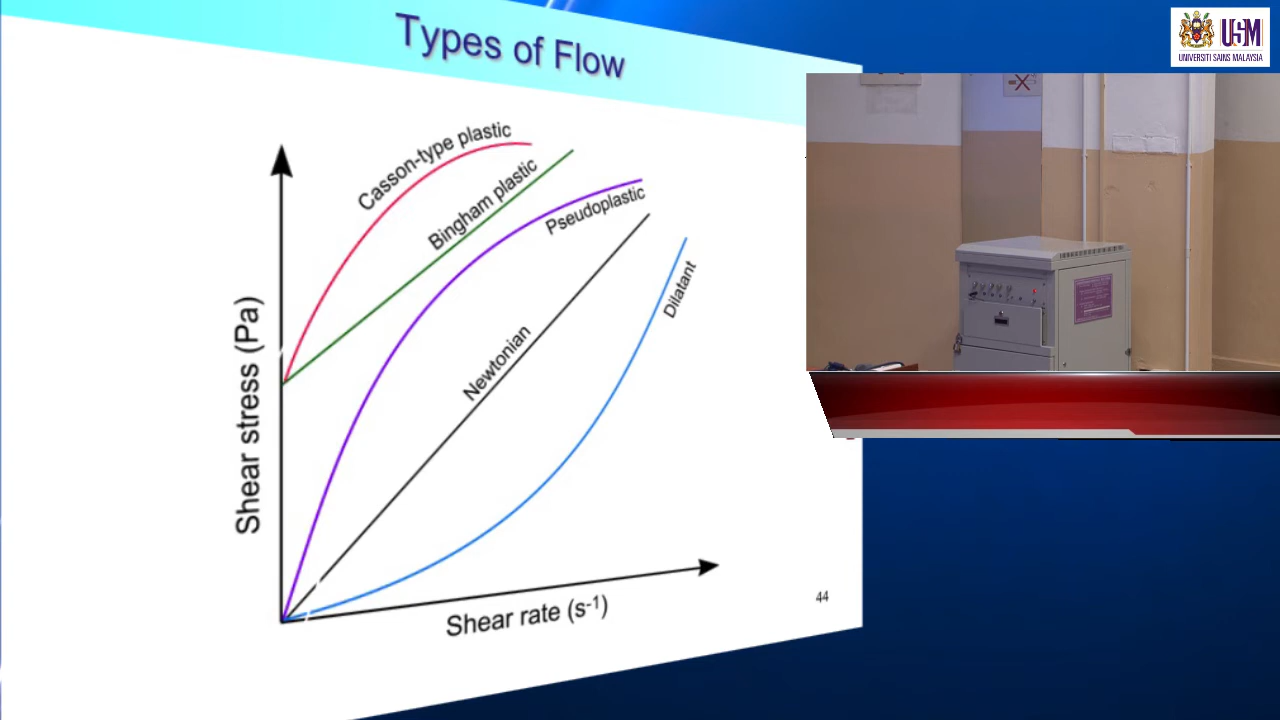 Types of Flow
USM
UNIVERSITI SAINS MALAYSIA
Casson-type plastic
Bingham plastic
Pseudoplastic
Newtonian
Dilatant
Shear stress (Pa)
Shear rate (s-1)
44